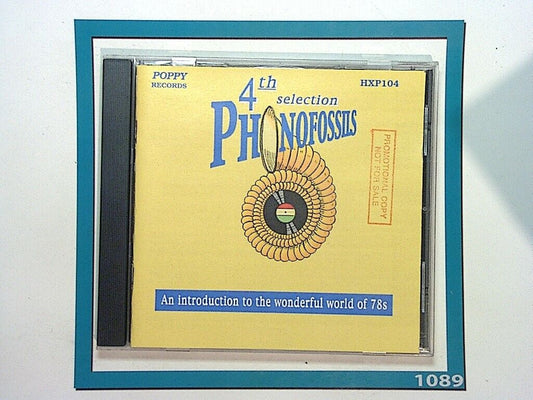 POPPY
RECORDS
HXP104
4th
selection
PHONOFOSSILS
PROMOTIONAL COPY
NOT FOR SALE
An introduction to the wonderful world of 78s
1089